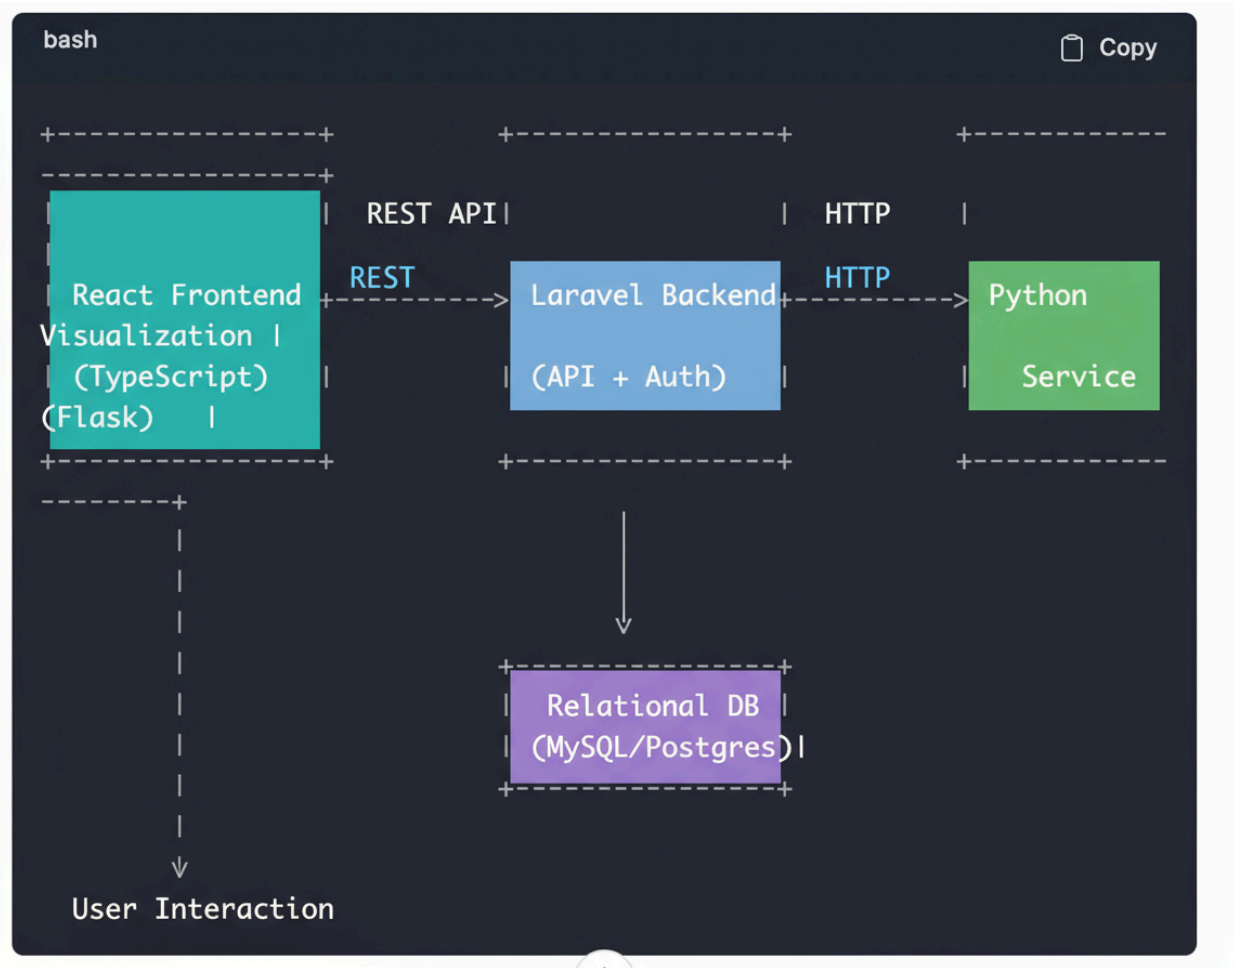 bash
Copy
+----------------+ +-----------------+ +-------------
-----------------+
| | REST API| | HTTP |
|
REST HTTP
| React Frontend +---------->| Laravel Backend+---------->| Python
Visualization |
| (TypeScript) | | (API + Auth) | | Service
(Flask) |
+----------------+ +-----------------+ +-------------
--------+
|
|
|
|
|
|
|
|
+-----------------+
| Relational DB |
| (MySQL/Postgres)|
+-----------------+
User Interaction